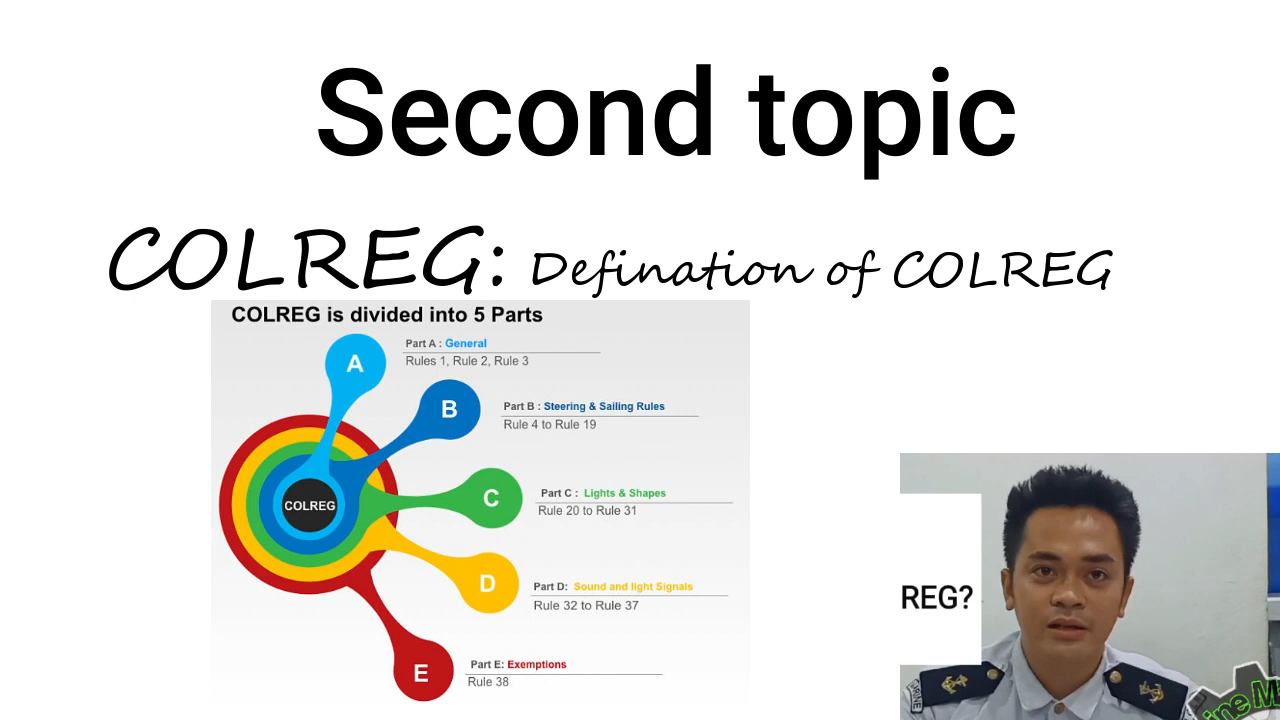 Second topic
COLREG: Defination of COLREG
COLREG is divided into 5 Parts
A
Part A : General
Rules 1, Rule 2, Rule 3
B
Part B : Steering & Sailing Rules
Rule 4 to Rule 19
COLREG
C
Part C : Lights & Shapes
Rule 20 to Rule 31
D
Part D: Sound and light Signals
Rule 32 to Rule 37
E
Part E: Exemptions
Rule 38
REG?